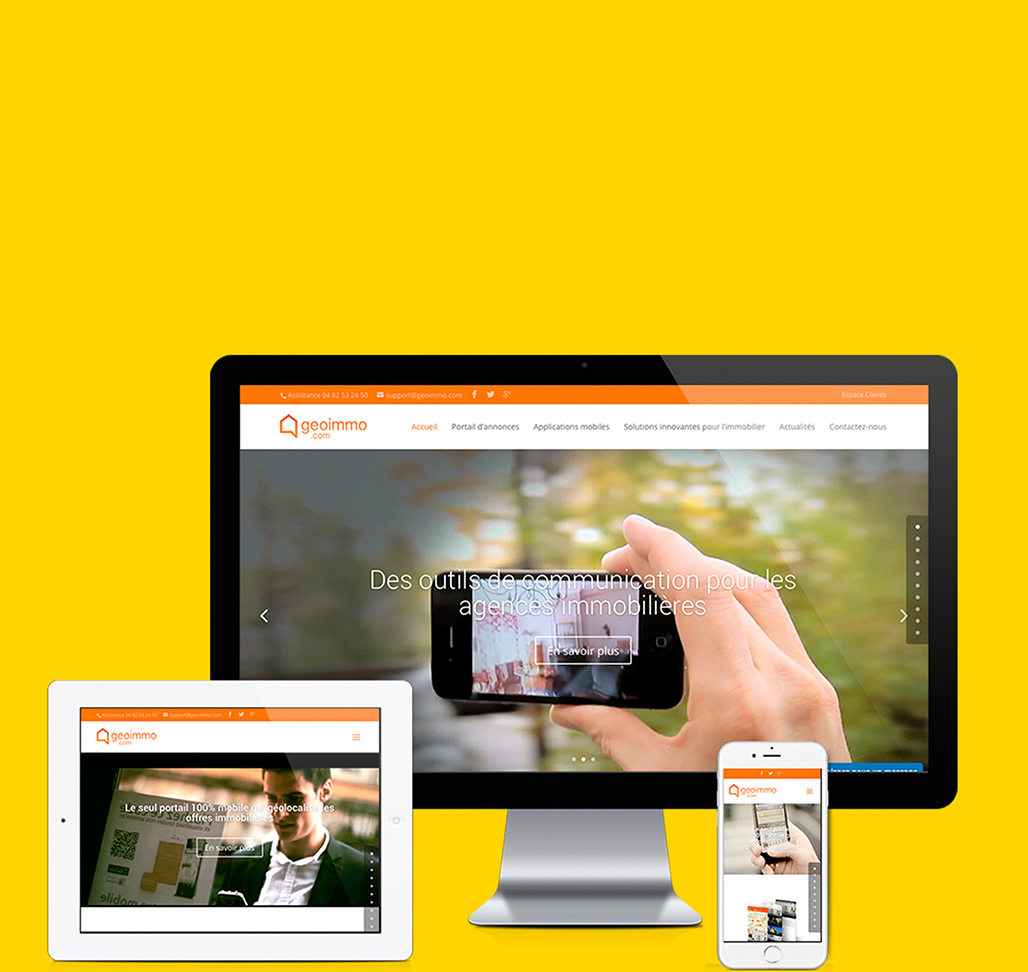 Assistance 04 82 53 24 50 support@geoimmo.com Espace Clients
geoimmo
.com
Accueil Portail d'annonces Applications mobiles Solutions innovantes pour l'immobilier Actualités Contactez-nous
Des outils de communication pour les
agences immobilières
En savoir plus
Assistance 04 82 53 24 50 support@geoimmo.com
geoimmo
.com
Le seul portail 100% mobile qui géolocalise les
offres immobilières
En savoir plus
geoimmo
.com